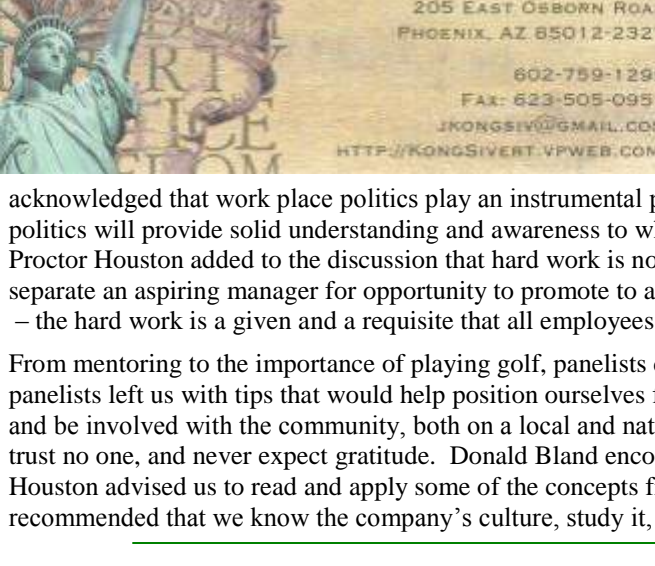 205 EAST OSBORN ROA
PHOENIX, AZ 85012-232
602-759-129
FAX: 623-505-095
JKONGSIV@GMAIL.CO
HTTP://KONGSIVERT.VPWEB.COM
RT
ICE
FROM
acknowledged that work place politics play an instrumental p
politics will provide solid understanding and awareness to w
Proctor Houston added to the discussion that hard work is no
separate an aspiring manager for opportunity to promote to a
– the hard work is a given and a requisite that all employees
From mentoring to the importance of playing golf, panelists
panelists left us with tips that would help position ourselves f
and be involved with the community, both on a local and nat
trust no one, and never expect gratitude. Donald Bland enco
Houston advised us to read and apply some of the concepts f
recommended that we know the company's culture, study it,